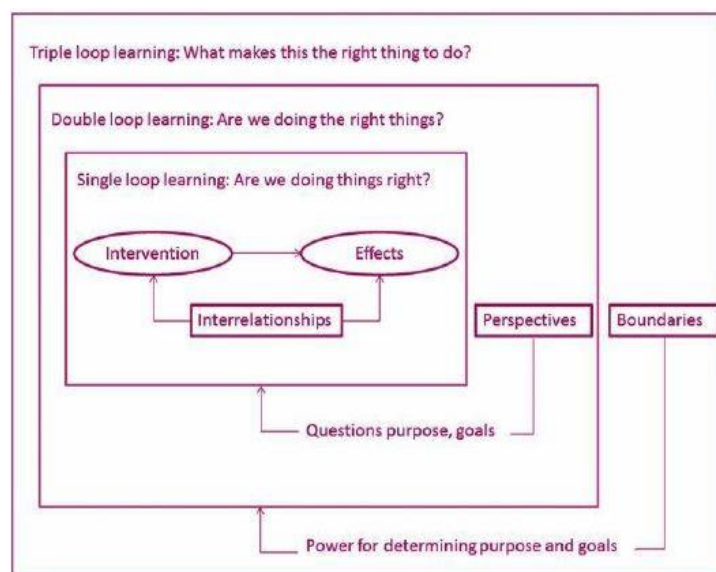 Triple loop learning: What makes this the right thing to do?
Double loop learning: Are we doing the right things?
Single loop learning: Are we doing things right?
Intervention
Effects
Interrelationships
Perspectives
Boundaries
Questions purpose, goals
Power for determining purpose and goals